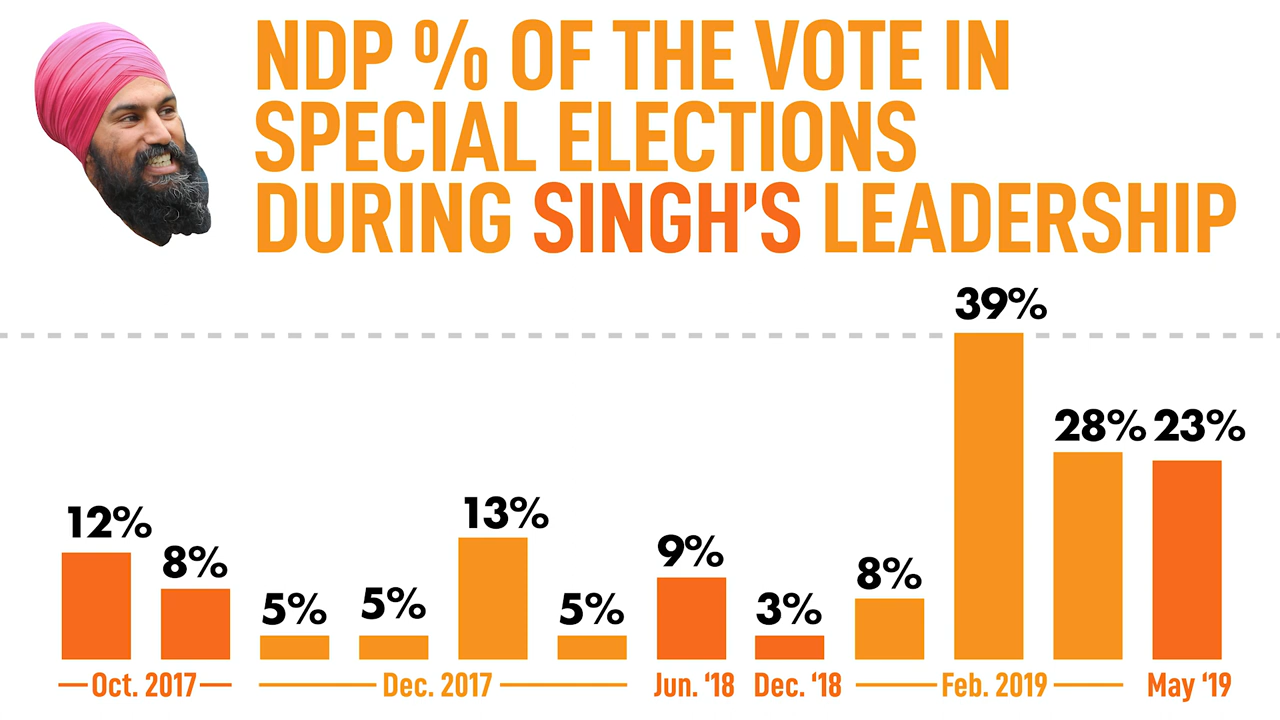 NDP % OF THE VOTE IN
SPECIAL ELECTIONS
DURING SINGH'S LEADERSHIP
12%
8%
5%
5%
13%
5%
9%
3%
8%
39%
28%
23%
Oct. 2017
Dec. 2017
Jun. ‘18
Dec. ‘18
Feb. 2019
May ‘19